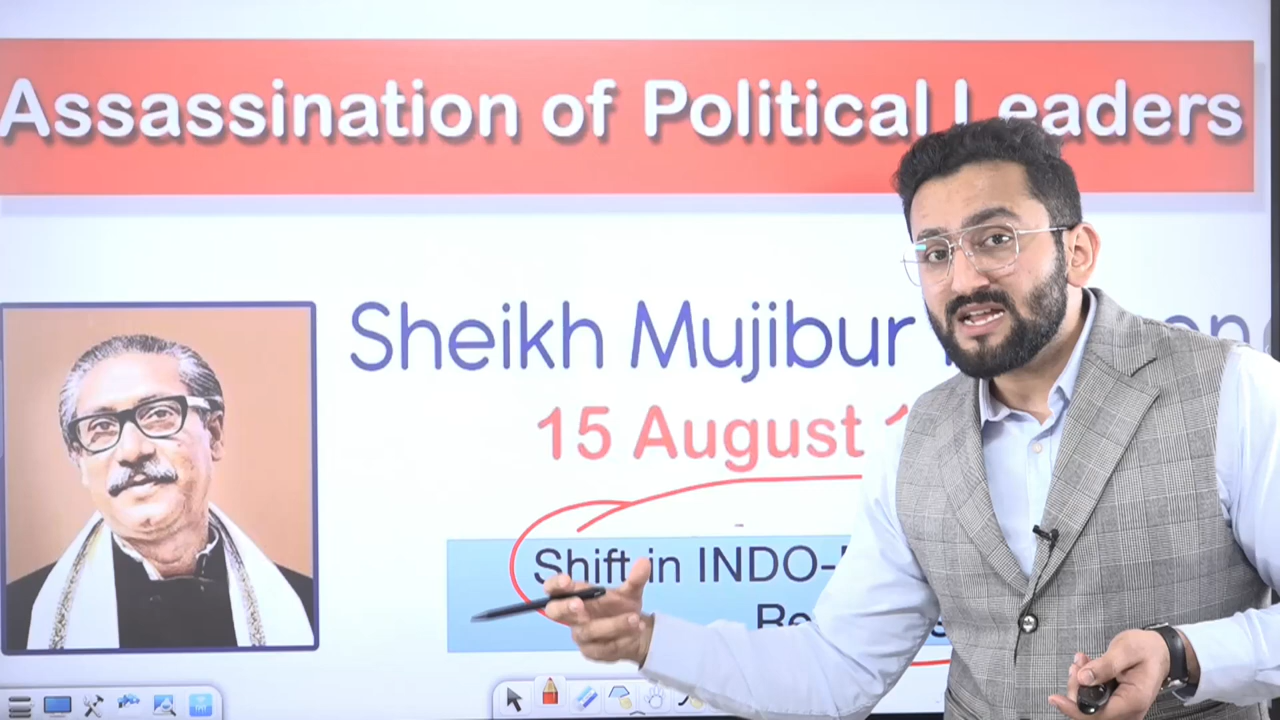 Assassination of Political Leaders
Sheikh Mujibur
15 August
Shift in INDO-